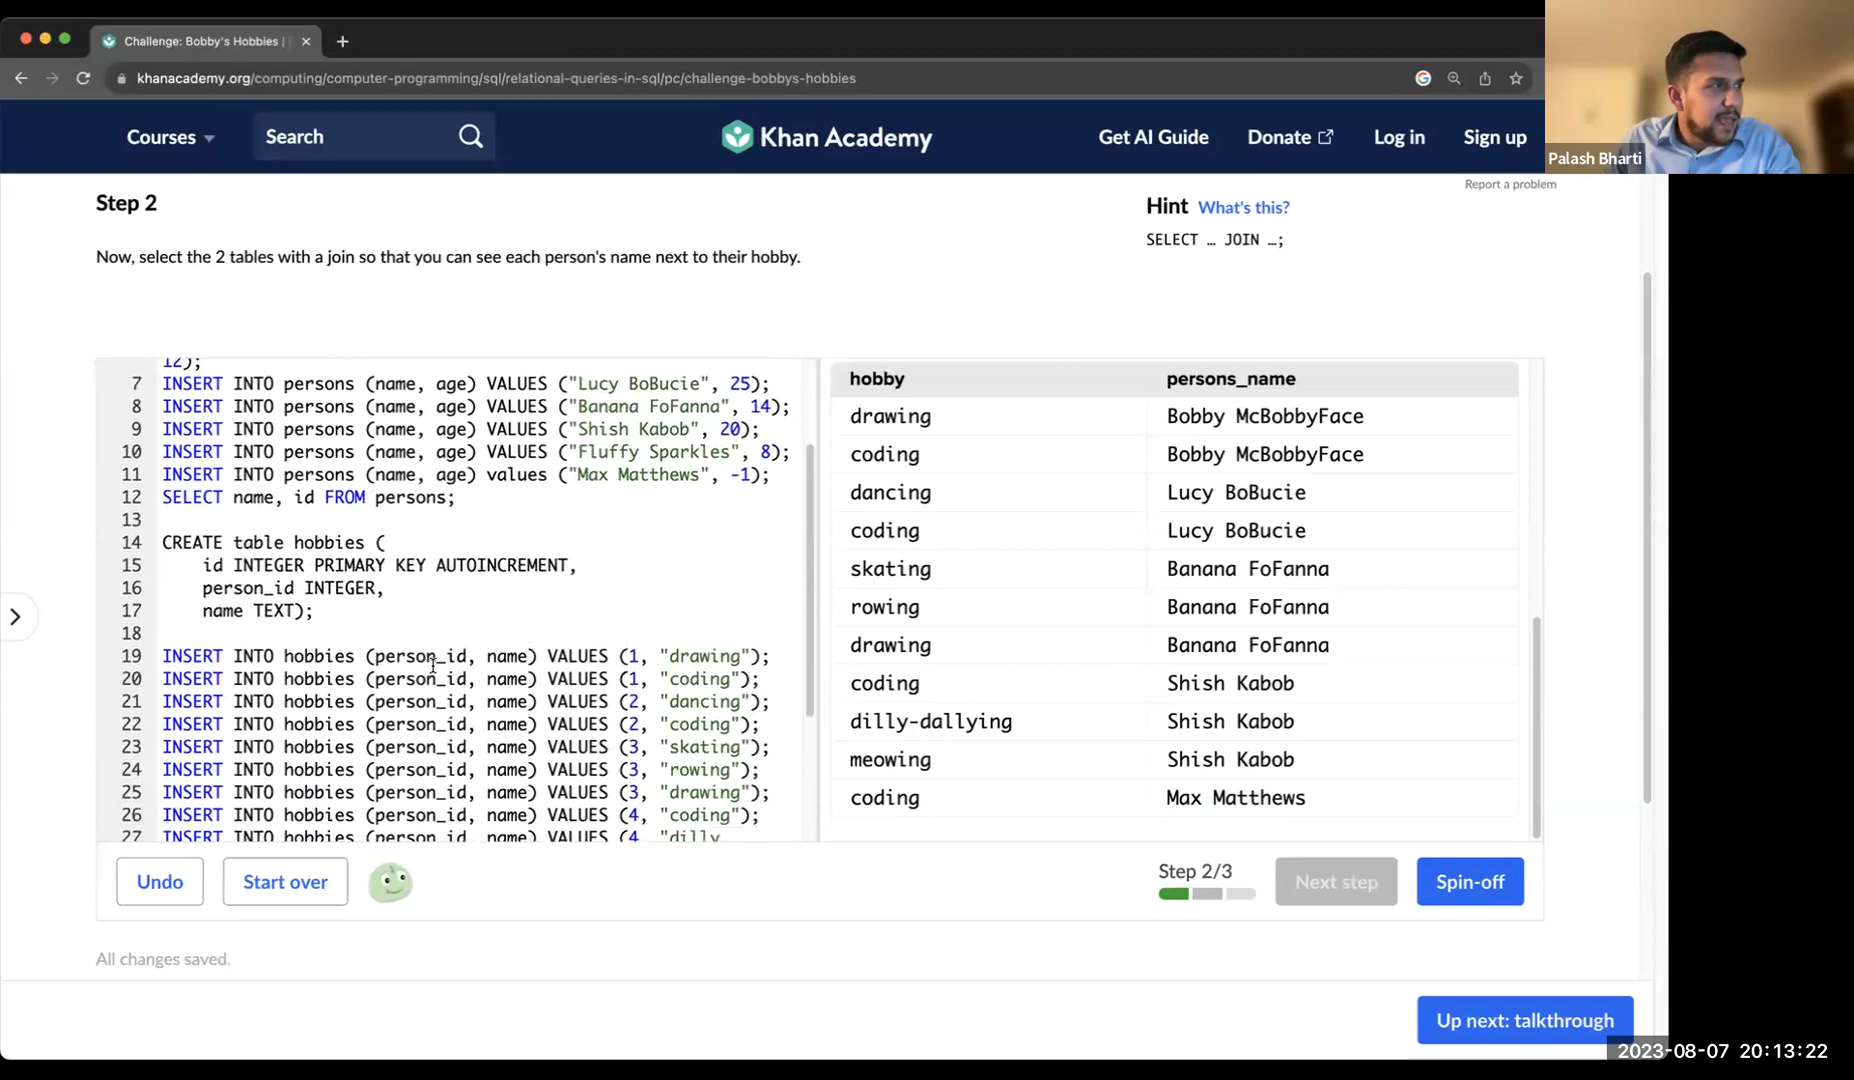 Challenge: Bobby's Hobbies |
khanacademy.org/computing/computer-programming/sql/relational-queries-in-sql/pc/challenge-bobbys-hobbies
Courses
Search
Khan Academy
Get AI Guide
Donate
Log in
Sign up
Palash Bharti
Report a problem
Step 2
Now, select the 2 tables with a join so that you can see each person's name next to their hobby.
Hint What's this?
SELECT … JOIN …;
12);
7 INSERT INTO persons (name, age) VALUES ("Lucy BoBucie", 25);
8 INSERT INTO persons (name, age) VALUES ("Banana FoFanna", 14);
9 INSERT INTO persons (name, age) VALUES ("Shish Kabob", 20);
10 INSERT INTO persons (name, age) VALUES ("Fluffy Sparkles", 8);
11 INSERT INTO persons (name, age) values ("Max Matthews", -1);
12 SELECT name, id FROM persons;
13
14 CREATE table hobbies (
15 id INTEGER PRIMARY KEY AUTOINCREMENT,
16 person_id INTEGER,
17 name TEXT);
18
19 INSERT INTO hobbies (person_id, name) VALUES (1, "drawing");
20 INSERT INTO hobbies (person_id, name) VALUES (1, "coding");
21 INSERT INTO hobbies (person_id, name) VALUES (2, "dancing");
22 INSERT INTO hobbies (person_id, name) VALUES (2, "coding");
23 INSERT INTO hobbies (person_id, name) VALUES (3, "skating");
24 INSERT INTO hobbies (person_id, name) VALUES (3, "rowing");
25 INSERT INTO hobbies (person_id, name) VALUES (3, "drawing");
26 INSERT INTO hobbies (person_id, name) VALUES (4, "coding");
27 INSERT INTO hobbies (person_id, name) VALUES (4, "dilly
hobby persons_name
drawing Bobby McBobbyFace
coding Bobby McBobbyFace
dancing Lucy BoBucie
coding Lucy BoBucie
skating Banana FoFanna
rowing Banana FoFanna
drawing Banana FoFanna
coding Shish Kabob
dilly-dallying Shish Kabob
meowing Shish Kabob
coding Max Matthews
Undo
Start over
Step 2/3
Next step
Spin-off
All changes saved.
Up next: talkthrough
2023-08-07 20:13:22